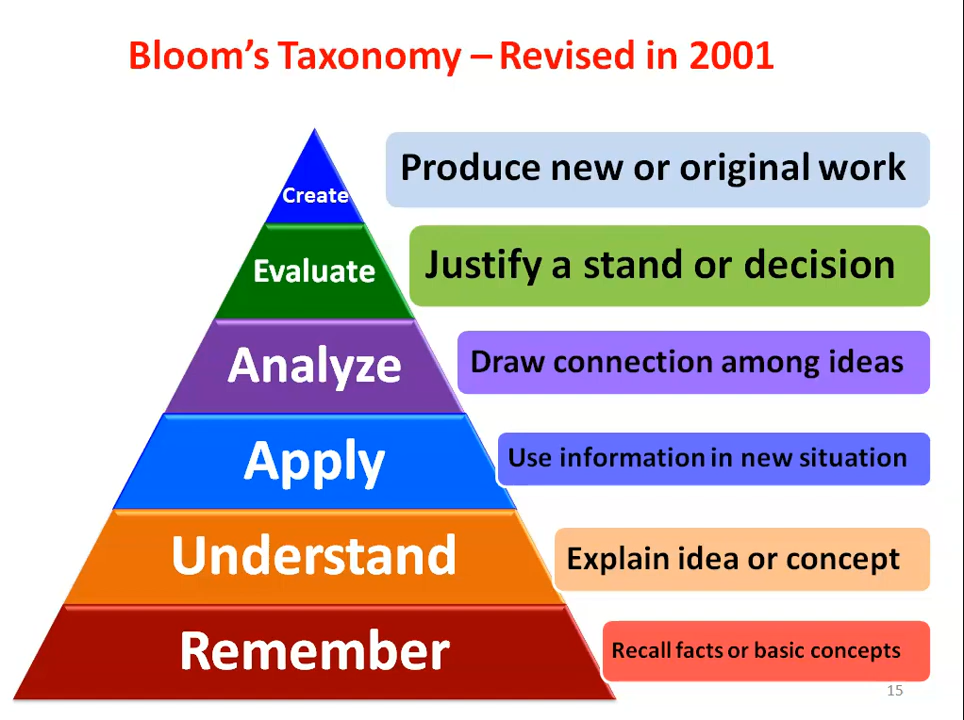 Bloom's Taxonomy – Revised in 2001
Create
Produce new or original work
Evaluate
Justify a stand or decision
Analyze
Draw connection among ideas
Apply
Use information in new situation
Understand
Explain idea or concept
Remember
Recall facts or basic concepts
15